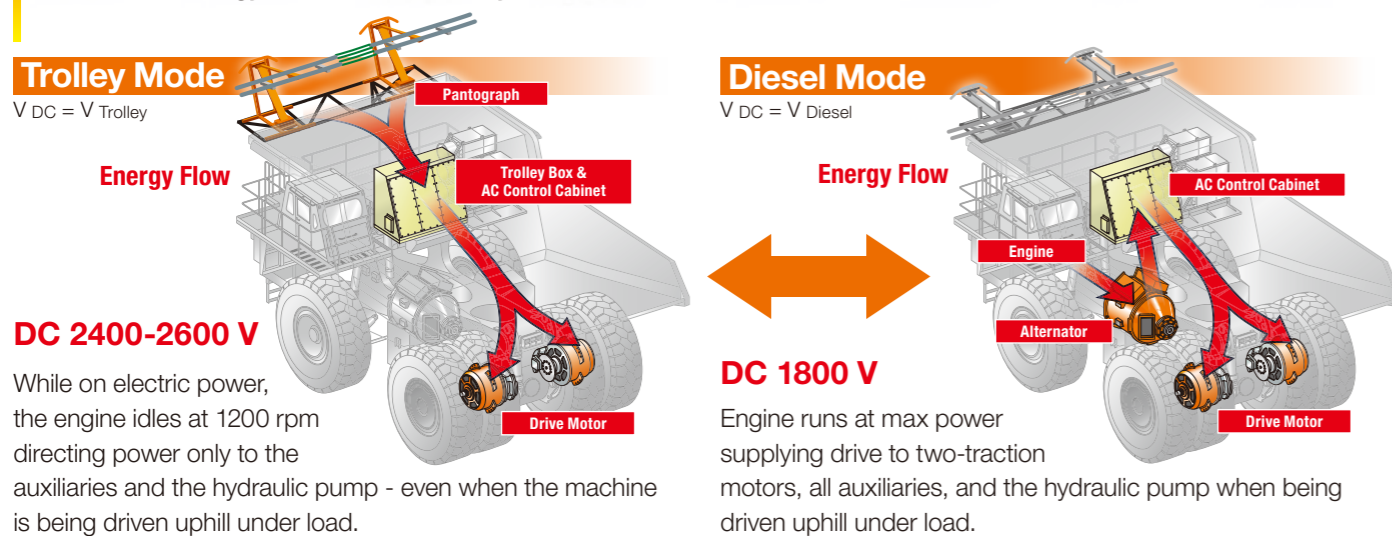 Trolley Mode
V DC = V Trolley
Energy Flow
Pantograph
Trolley Box &
AC Control Cabinet
Drive Motor
DC 2400-2600 V
While on electric power,
the engine idles at 1200 rpm
directing power only to the
auxiliaries and the hydraulic pump - even when the machine
is being driven uphill under load.
Diesel Mode
V DC = V Diesel
Energy Flow
AC Control Cabinet
Engine
Alternator
Drive Motor
DC 1800 V
Engine runs at max power
supplying drive to two-traction
motors, all auxiliaries, and the hydraulic pump when being
driven uphill under load.